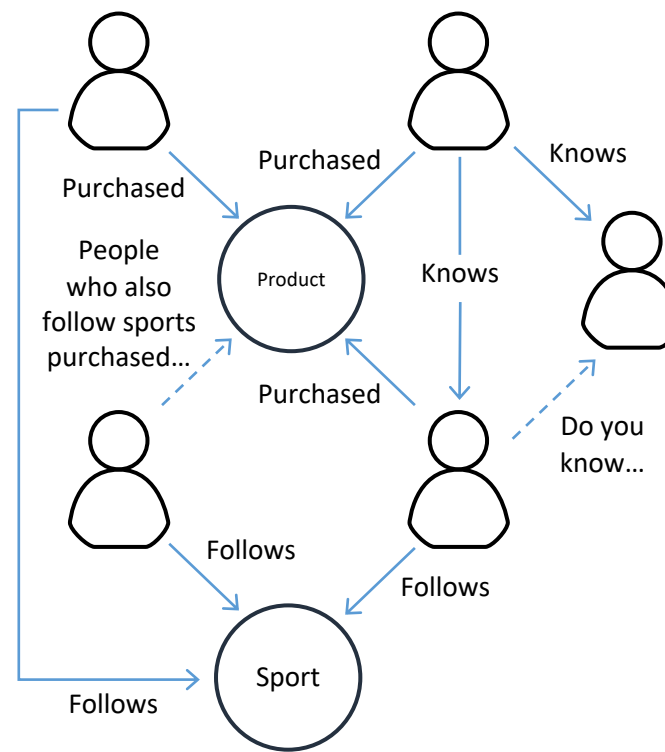 Knows
Purchased
Purchased
People
who also
follow sports
purchased…
Product
Knows
Purchased
Do you
know…
Follows
Follows
Sport
Follows